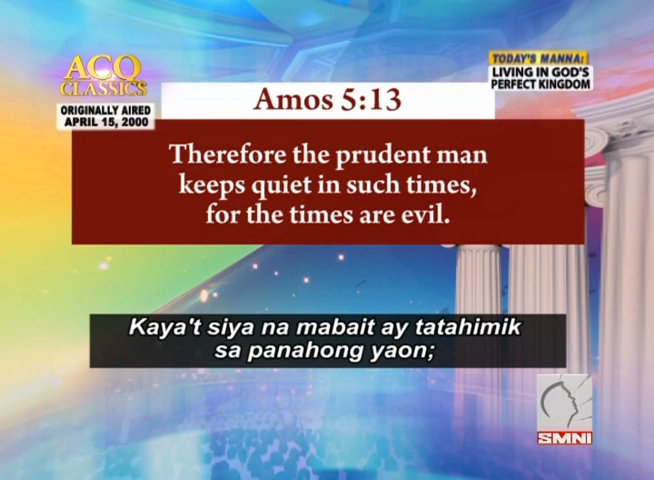 ACQ
CLASSICS
ORIGINALLY AIRED
APRIL 15, 2000
TODAY'S MANNA:
LIVING IN GOD'S
PERFECT KINGDOM
Amos 5:13
Therefore the prudent man
keeps quiet in such times,
for the times are evil.
Kaya't siya na mabait ay tatahimik
sa panahong yaon;
SMNI